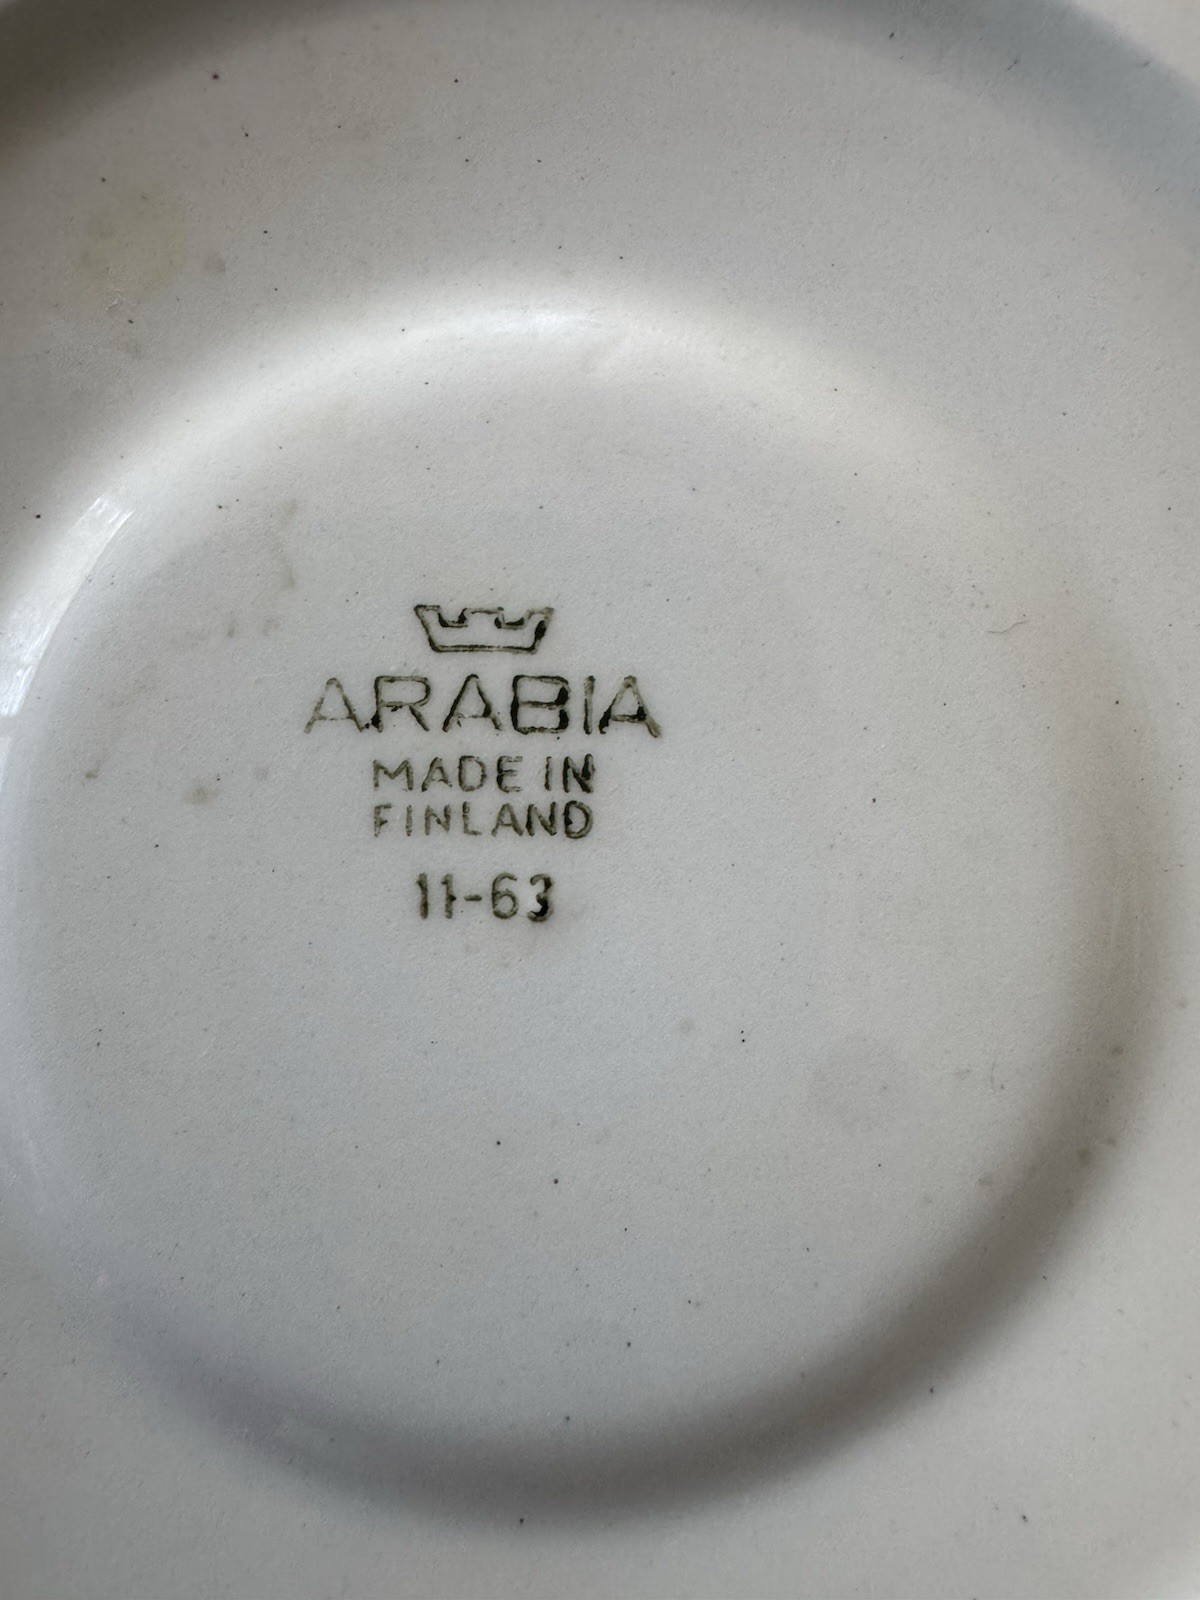 ARABIA
MADE IN
FINLAND
11-63